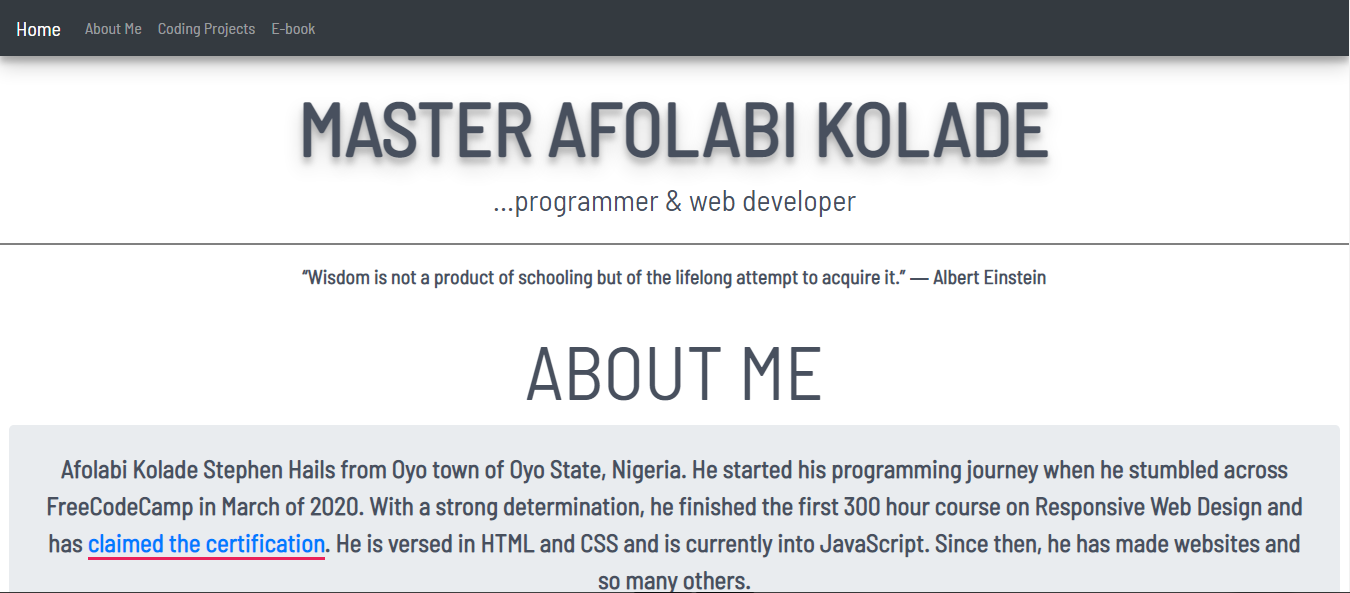 Home About Me Coding Projects E-book
MASTER AFOLABI KOLADE
...programmer & web developer
“Wisdom is not a product of schooling but of the lifelong attempt to acquire it.” — Albert Einstein
ABOUT ME
Afolabi Kolade Stephen Hails from Oyo town of Oyo State, Nigeria. He started his programming journey when he stumbled across
FreeCodeCamp in March of 2020. With a strong determination, he finished the first 300 hour course on Responsive Web Design and
has claimed the certification. He is versed in HTML and CSS and is currently into JavaScript. Since then, he has made websites and
so many others.